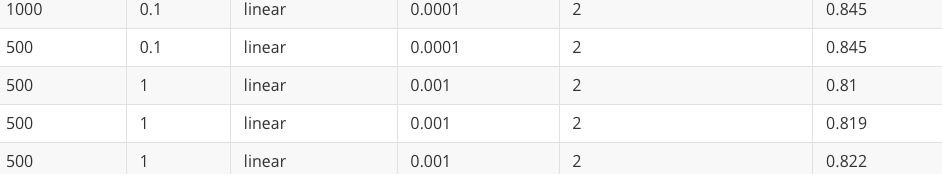 1000 0.1 linear 0.0001 2 0.845
500 0.1 linear 0.0001 2 0.845
500 1 linear 0.001 2 0.81
500 1 linear 0.001 2 0.819
500 1 linear 0.001 2 0.822